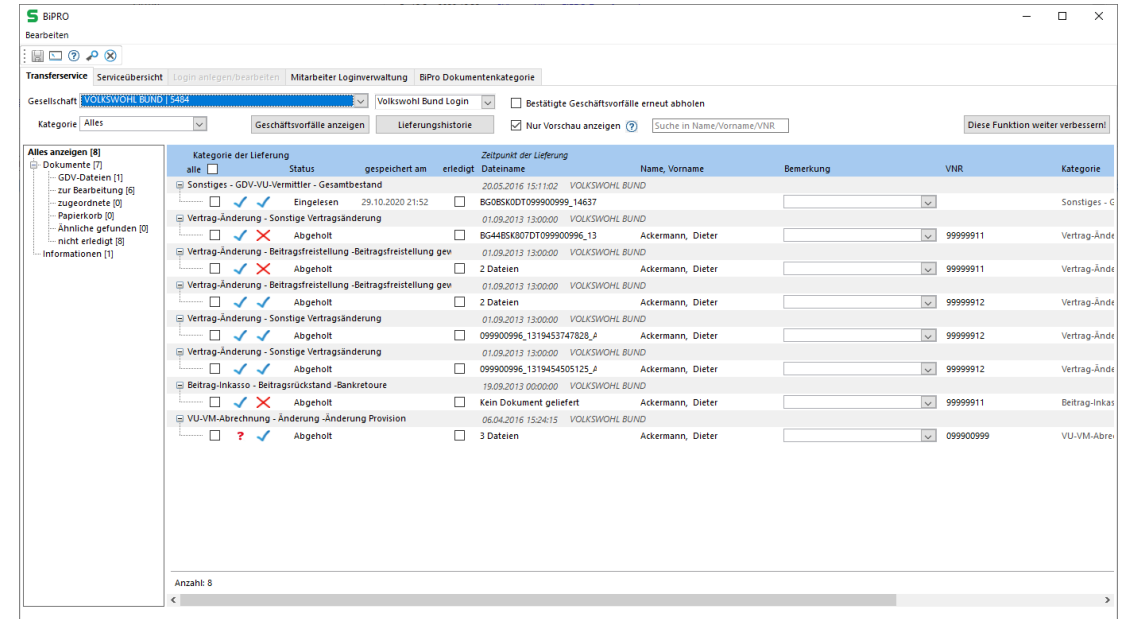 BiPRO
Bearbeiten
Transferservice Serviceübersicht Login anlegen/bearbeiten Mitarbeiter Loginverwaltung BiPro Dokumentenkategorie
Gesellschaft VOLKSWOHL BUND | 5484 Volkswohl Bund Login Bestätigte Geschäftsvorfälle erneut abholen
Kategorie Alles Geschäftsvorfälle anzeigen Lieferungshistorie Nur Vorschau anzeigen ? Suche in Name/Vorname/VNR Diese Funktion weiter verbessern!
Alles anzeigen [8]
Dokumente [7]
GDV-Dateien [1]
zur Bearbeitung [6]
zugeordnete [0]
Papierkorb [0]
Ähnliche gefunden [0]
nicht erledigt [8]
Informationen [1]
Kategorie der Lieferung Zeitpunkt der Lieferung
alle Status gespeichert am erledigt Dateiname Name, Vorname Bemerkung VNR Kategorie
Sonstiges - GDV-VU-Vermittler - Gesamtbestand 20.05.2016 15:11:02 VOLKSWOHL BUND
Eingelesen 29.10.2020 21:52 BG0BSK0DT099900999_14637 Sonstiges - G
Vertrag-Änderung - Sonstige Vertragsänderung 01.09.2013 13:00:00 VOLKSWOHL BUND
Abgeholt BG44BSK807DT099900996_13 Ackermann, Dieter 99999911 Vertrag-Ände
Vertrag-Änderung - Beitragsfreistellung -Beitragsfreistellung gew 01.09.2013 13:00:00 VOLKSWOHL BUND
Abgeholt 2 Dateien Ackermann, Dieter 99999911 Vertrag-Ände
Vertrag-Änderung - Beitragsfreistellung -Beitragsfreistellung gew 01.09.2013 13:00:00 VOLKSWOHL BUND
Abgeholt 2 Dateien Ackermann, Dieter 99999912 Vertrag-Ände
Vertrag-Änderung - Sonstige Vertragsänderung 01.09.2013 13:00:00 VOLKSWOHL BUND
Abgeholt 099900996_1319453747828_A Ackermann, Dieter 99999912 Vertrag-Ände
Vertrag-Änderung - Sonstige Vertragsänderung 01.09.2013 13:00:00 VOLKSWOHL BUND
Abgeholt 099900996_1319454505125_A Ackermann, Dieter 99999912 Vertrag-Ände
Beitrag-Inkasso - Beitragsrückstand -Bankretoure 19.09.2013 00:00:00 VOLKSWOHL BUND
Abgeholt Kein Dokument geliefert Ackermann, Dieter 99999911 Beitrag-Inkas
VU-VM-Abrechnung - Änderung -Änderung Provision 06.04.2016 15:24:15 VOLKSWOHL BUND
? Abgeholt 3 Dateien Ackermann, Dieter 099900999 VU-VM-Abre
Anzahl: 8